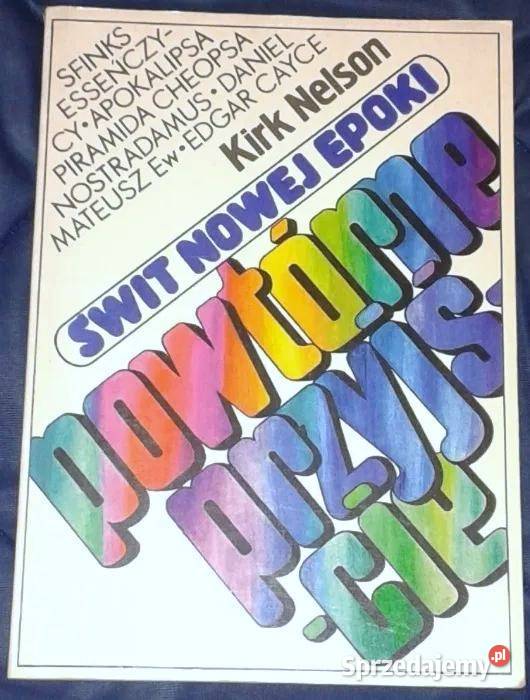 SFINKS
ESSEŃCZY-
CY•APOKALIPSA
PIRAMIDA CHEOPSA
NOSTRADAMUS•DANIEL
MATEUSZ Ew•EDGAR CAYCE
Kirk Nelson
ŚWIT NOWEJ EPOKI
powtórne
przyjś-
-cie
Sprzedajemy.pl